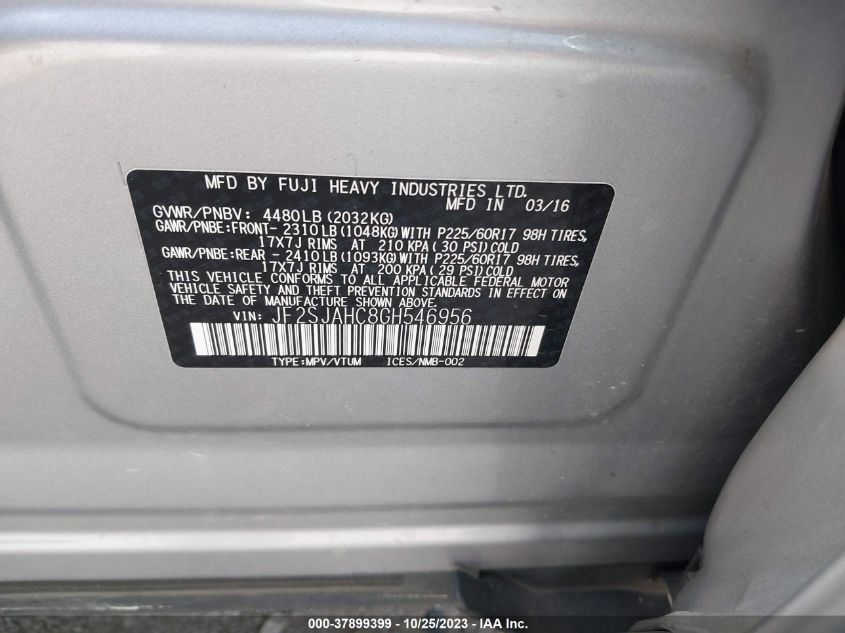 MFD BY FUJI HEAVY INDUSTRIES LTD.
MFD IN 03/16
GVWR/PNBV: 4480LB(2032KG)
GAWR/PNBE:FRONT- 2310LB(1048KG)WITH P225/60R17 98H TIRES,
17X7J RIMS AT 210 KPA(30 PSI)COLD
GAWR/PNBE:REAR - 2410LB(1093KG)WITH P225/60R17 98H TIRES,
17X7J RIMS AT 200 KPA(29 PSI)COLD
THIS VEHICLE CONFORMS TO ALL APPLICABLE FEDERAL MOTOR
VEHICLE SAFETY AND THEFT PREVENTION STANDARDS IN EFFECT ON
THE DATE OF MANUFACTURE SHOWN ABOVE.
VIN: JF2SJAHC8GH546956
TYPE:MPV/VTUM ICES/NMB-002
000-37899399 - 10/25/2023 - IAA Inc.